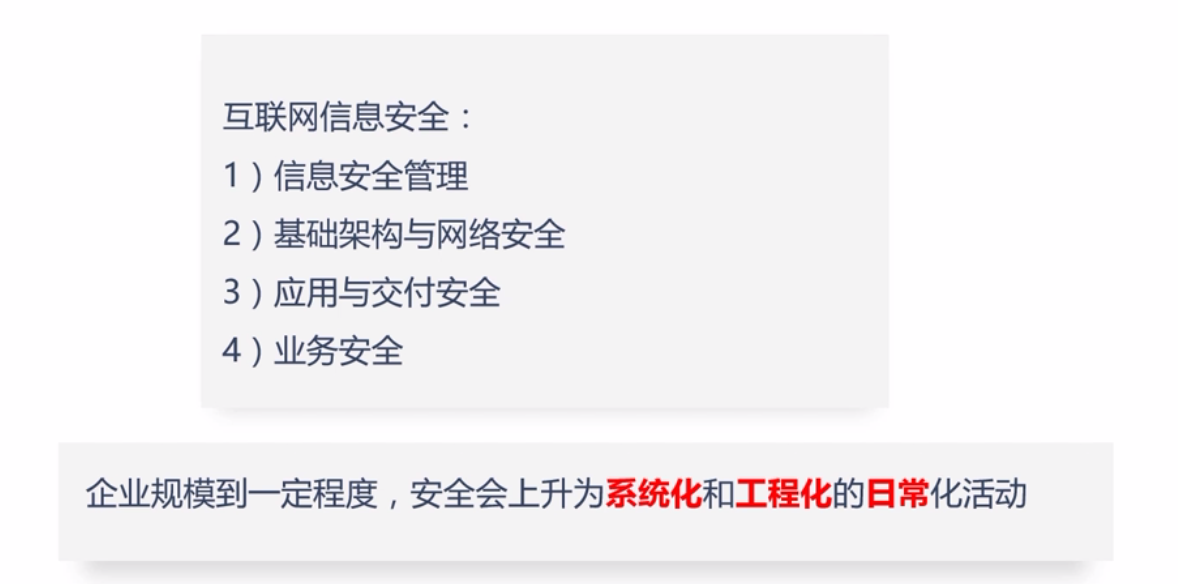 互联网信息安全：
1）信息安全管理
2）基础架构与网络安全
3）应用与交付安全
4）业务安全
企业规模到一定程度，安全会上升为系统化和工程化的日常化活动